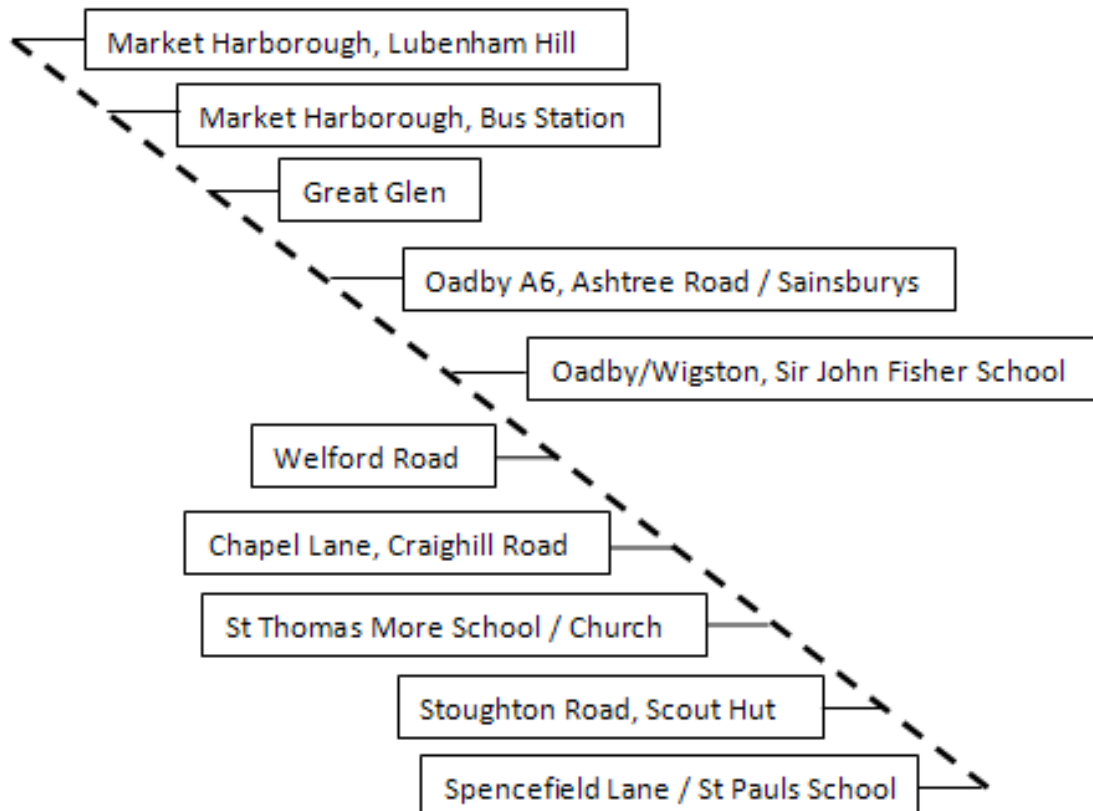 Market Harborough, Lubenham Hill
Market Harborough, Bus Station
Great Glen
Oadby A6, Ashtree Road / Sainsburys
Oadby/Wigston, Sir John Fisher School
Welford Road
Chapel Lane, Craighill Road
St Thomas More School / Church
Stoughton Road, Scout Hut
Spencefield Lane / St Pauls School